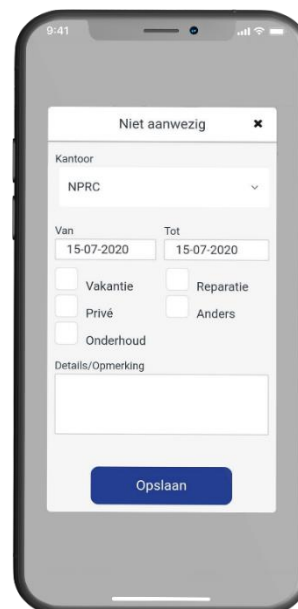 9:41
Niet aanwezig ×
Kantoor
NPRC
Van Tot
15-07-2020 15-07-2020
Vakantie Reparatie
Privé Anders
Onderhoud
Details/Opmerking
Opslaan